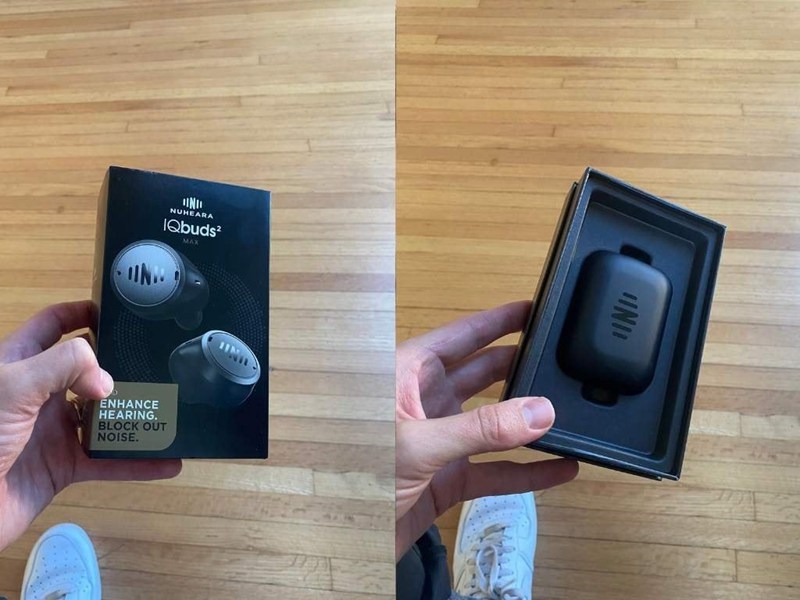 NUHEARA
IQbuds²
MAX
ENHANCE
HEARING.
BLOCK OUT
NOISE.